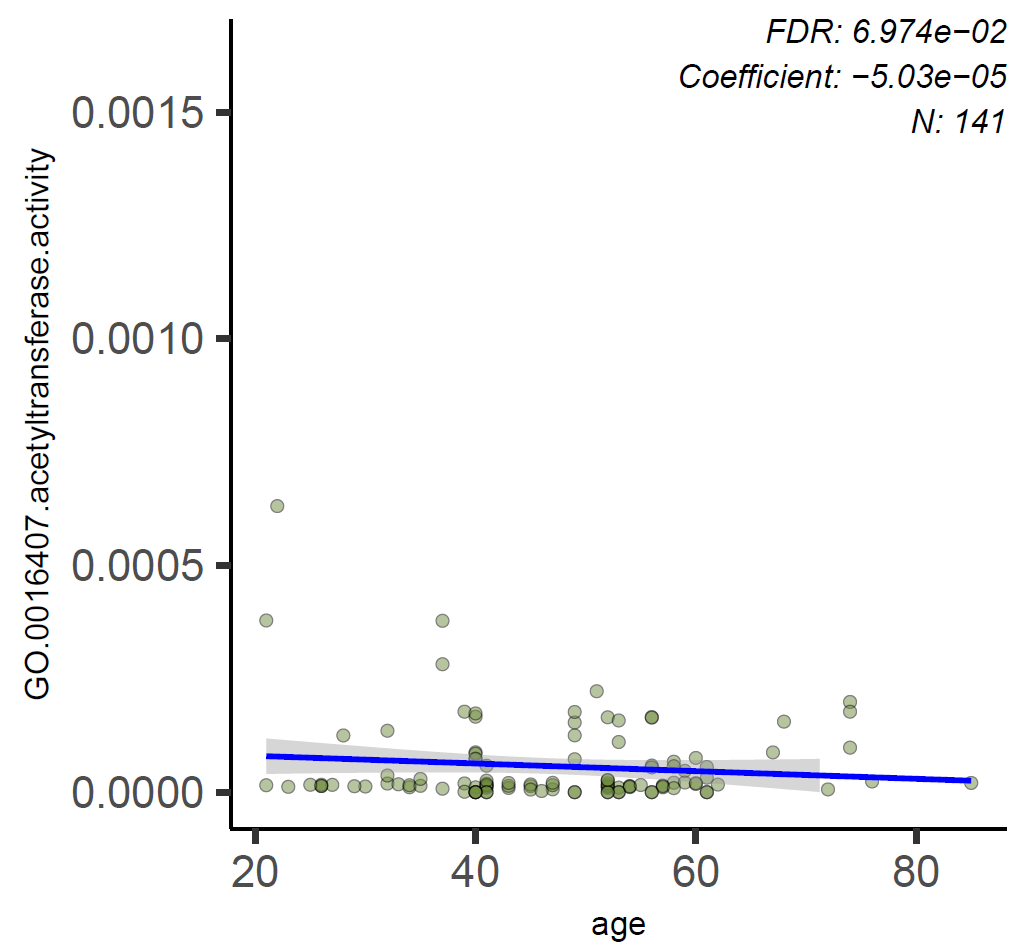 FDR: 6.974e−02
Coefficient: −5.03e−05
N: 141
GO.0016407.acetyltransferase.activity
0.0015
0.0010
0.0005
0.0000
20 40 60 80
age